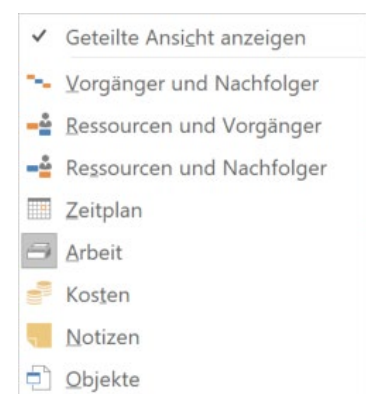 Geteilte Ansicht anzeigen
Vorgänger und Nachfolger
Ressourcen und Vorgänger
Ressourcen und Nachfolger
Zeitplan
Arbeit
Kosten
Notizen
Objekte